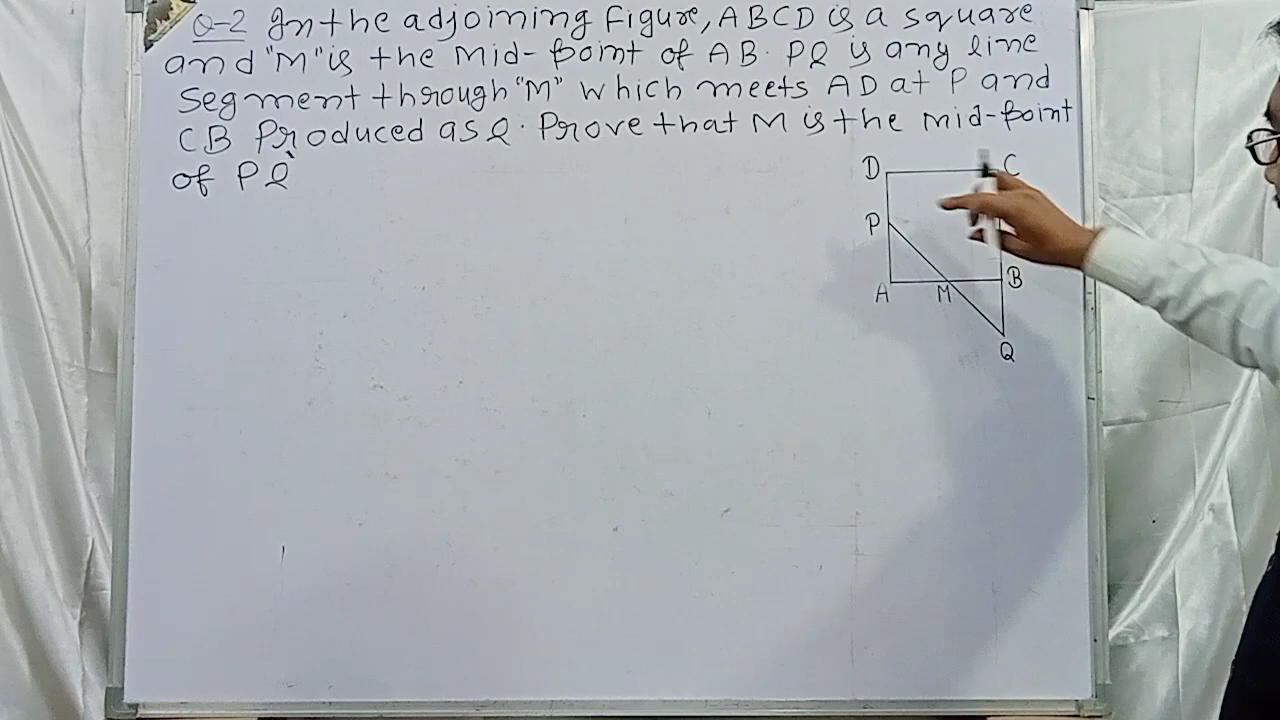 Q-2 In the adjoining Figure, ABCD is a square
and "M" is the mid-point of AB. PQ is any line
segment through "M" which meets AD at P and
CB Produced as Q. Prove that M is the mid-point
of PQ
D C
P
A M B
Q